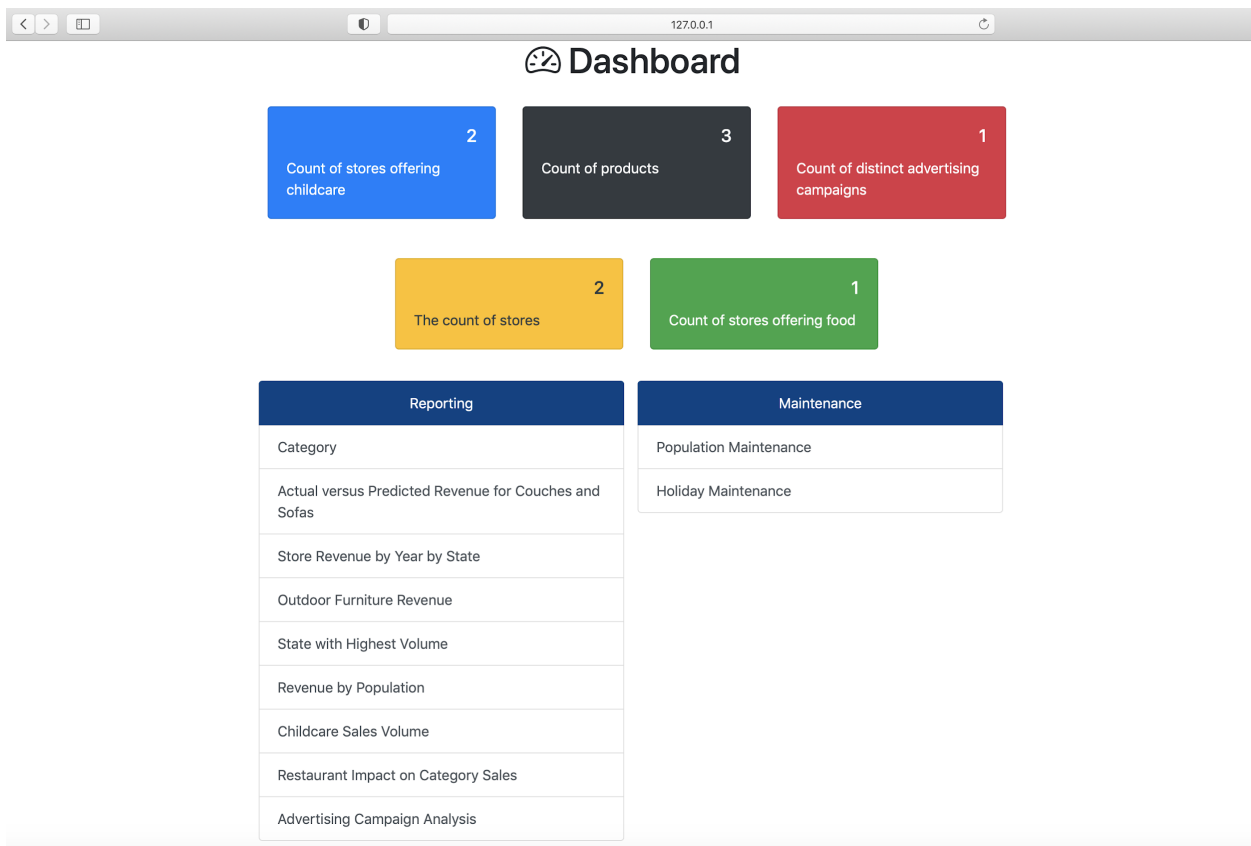 127.0.0.1
Dashboard
2
Count of stores offering
childcare
3
Count of products
1
Count of distinct advertising
campaigns
2
The count of stores
1
Count of stores offering food
Reporting
Category
Actual versus Predicted Revenue for Couches and
Sofas
Store Revenue by Year by State
Outdoor Furniture Revenue
State with Highest Volume
Revenue by Population
Childcare Sales Volume
Restaurant Impact on Category Sales
Advertising Campaign Analysis
Maintenance
Population Maintenance
Holiday Maintenance